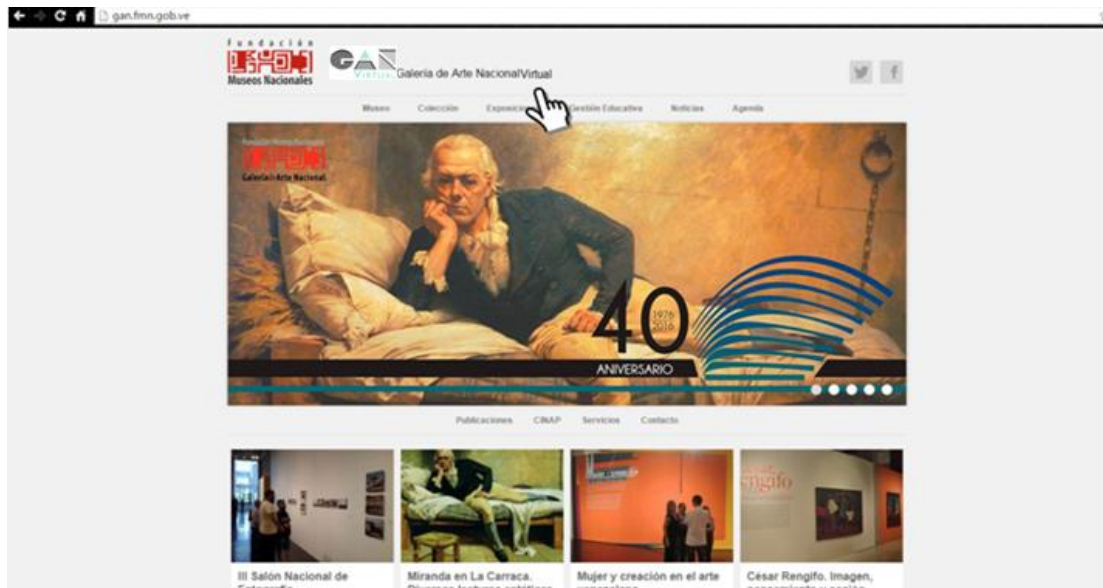 gan.fmn.gob.ve
fundación
Museos Nacionales
GAN
VIRTUAL
Galería de Arte NacionalVirtual
Museo Colección Gestión Educativa Noticias Agenda
Galería de Arte Nacional
40
1976
2016
ANIVERSARIO
Publicaciones CINAP Servicios Contacto
III Salón Nacional de
Miranda en La Carraca.
Mujer y creación en el arte
César Rengifo. Imagen,